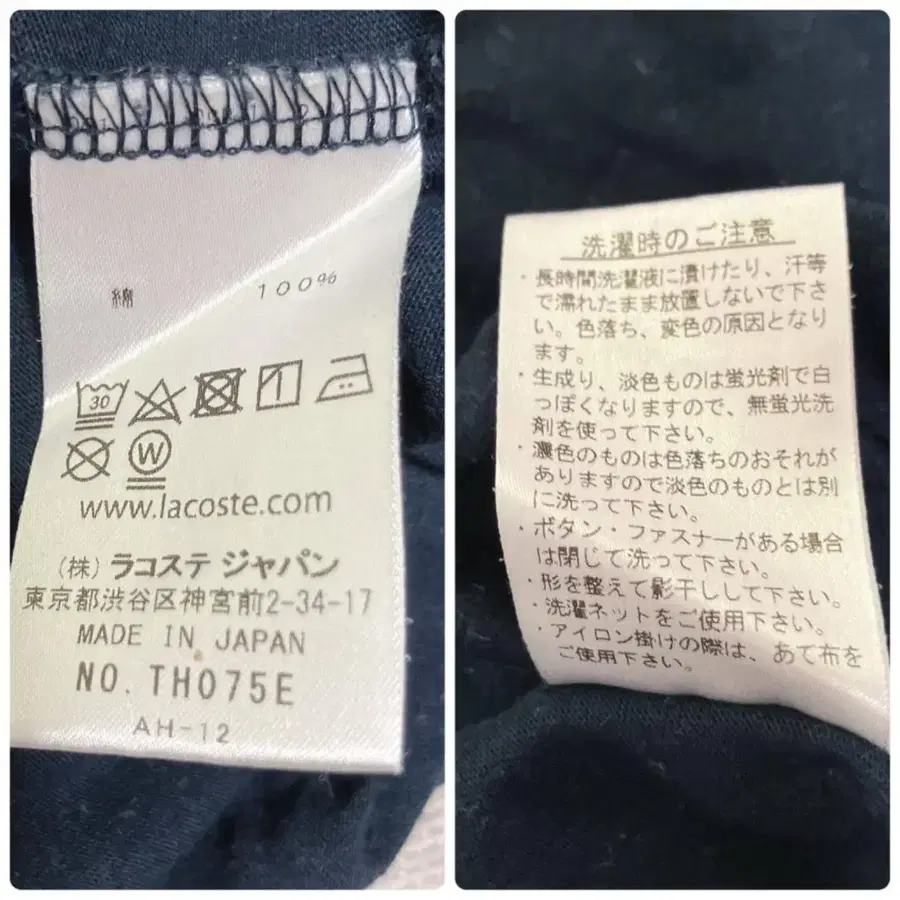 綿 100%
30
W
www.lacoste.com
(株) ラコステ ジャパン
東京都渋谷区神宮前2-34-17
MADE IN JAPAN
NO. TH075E
AH-12
洗濯時のご注意
・長時間洗濯液に漬けたり、汗等
で濡れたまま放置しないで下さ
い。色落ち、変色の原因となり
ます。
・生成り、淡色ものは蛍光剤で白
っぽくなりますので、無蛍光洗
剤を使って下さい。
・濃色のものは色落ちのおそれが
ありますので淡色のものとは別
に洗って下さい。
・ボタン・ファスナーがある場合
は閉じて洗って下さい。
・形を整えて影干しして下さい。
・洗濯ネットをご使用下さい。
・アイロン掛けの際は、あて布を
ご使用下さい。